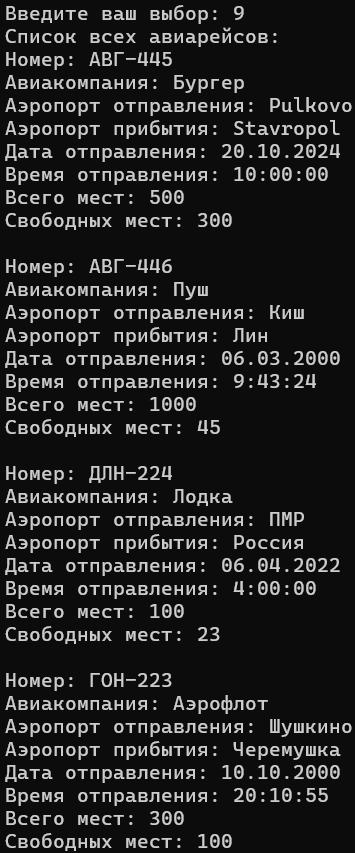 Введите ваш выбор: 9
Список всех авиарейсов:
Номер: АВГ-445
Авиакомпания: Бургер
Аэропорт отправления: Pulkovo
Аэропорт прибытия: Stavropol
Дата отправления: 20.10.2024
Время отправления: 10:00:00
Всего мест: 500
Свободных мест: 300
Номер: АВГ-446
Авиакомпания: Пуш
Аэропорт отправления: Киш
Аэропорт прибытия: Лин
Дата отправления: 06.03.2000
Время отправления: 9:43:24
Всего мест: 1000
Свободных мест: 45
Номер: ДЛН-224
Авиакомпания: Лодка
Аэропорт отправления: ПМР
Аэропорт прибытия: Россия
Дата отправления: 06.04.2022
Время отправления: 4:00:00
Всего мест: 100
Свободных мест: 23
Номер: ГОН-223
Авиакомпания: Аэрофлот
Аэропорт отправления: Шушкино
Аэропорт прибытия: Черемушка
Дата отправления: 10.10.2000
Время отправления: 20:10:55
Всего мест: 300
Свободных мест: 100